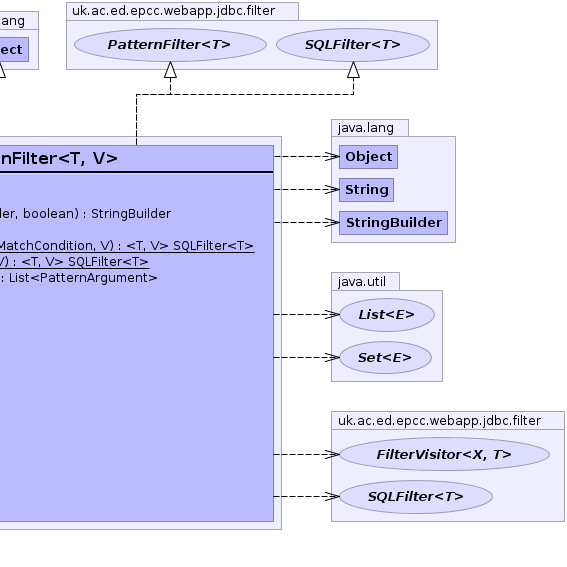 uk.ac.ed.epcc.webapp.jdbc.filter
ang
ect
PatternFilter<T>
SQLFilter<T>
nFilter<T, V>
der, boolean) : StringBuilder
MatchCondition, V) : <T, V> SQLFilter<T>
V) : <T, V> SQLFilter<T>
: List<PatternArgument>
java.lang
Object
String
StringBuilder
java.util
List<E>
Set<E>
uk.ac.ed.epcc.webapp.jdbc.filter
FilterVisitor<X, T>
SQLFilter<T>